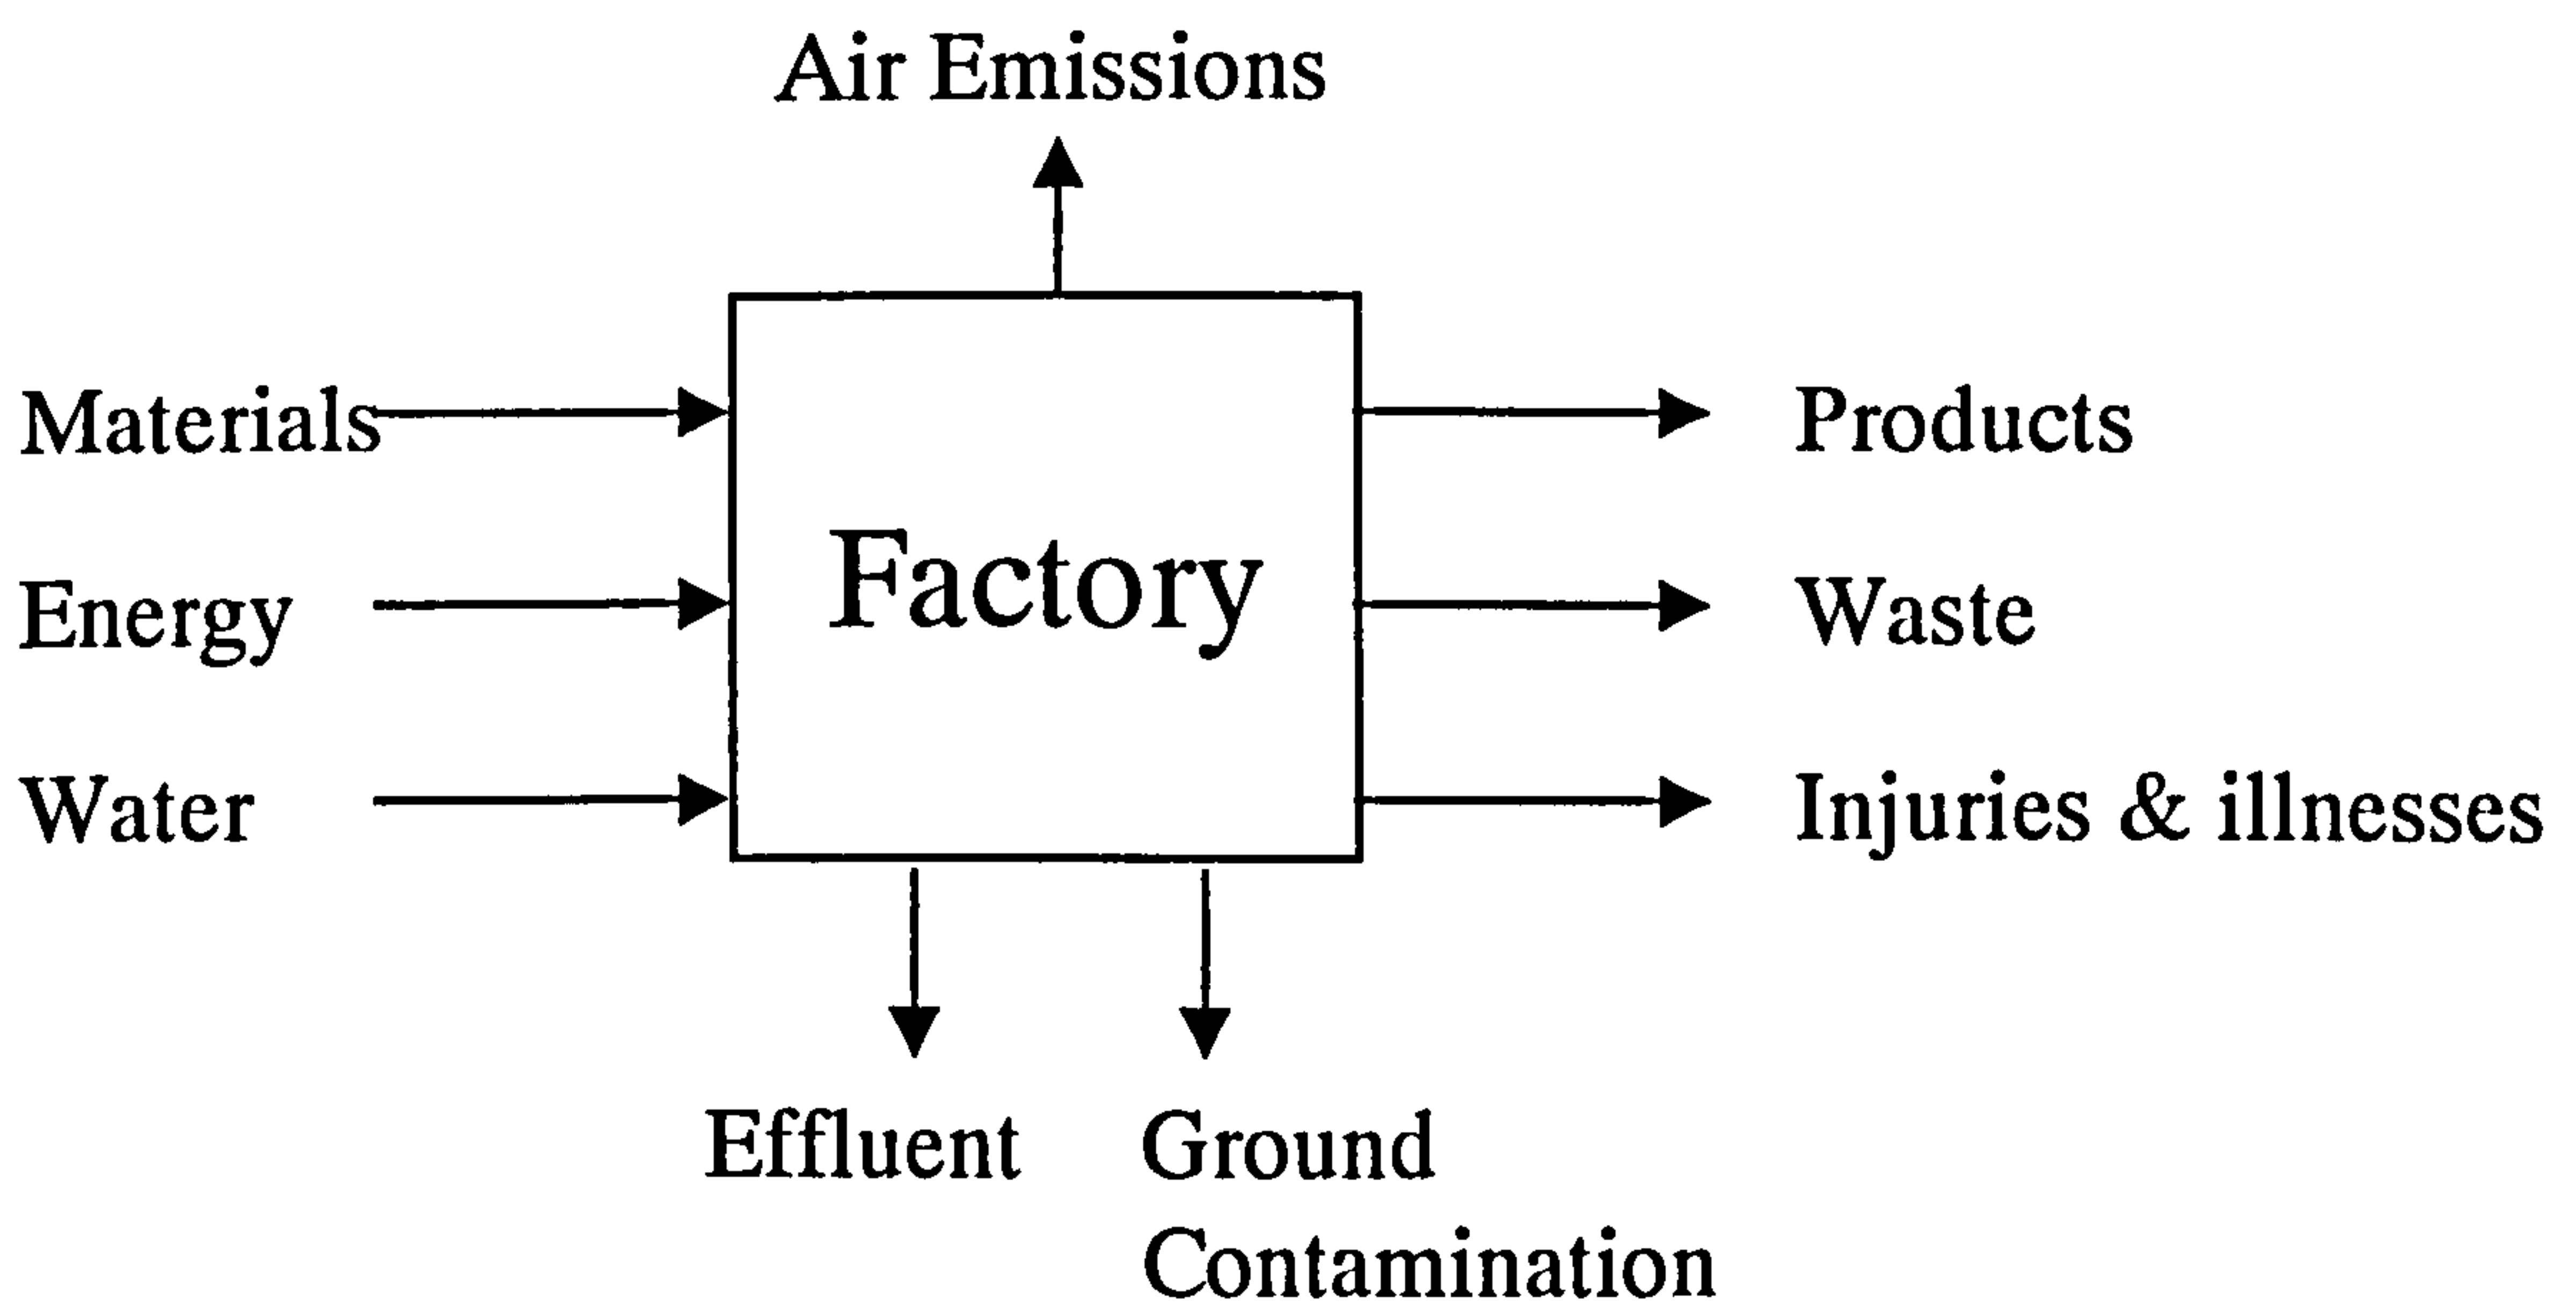 Air Emissions
Materials
Products
Factory
Energy
Waste
Water
Injuries & illnesses
Effluent
Ground
Contamination